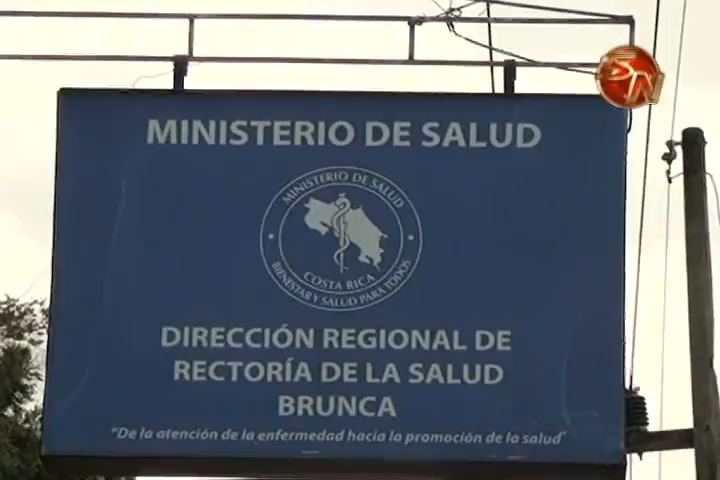 SN
MINISTERIO DE SALUD
MINISTERIO DE SALUD
COSTA RICA
BIENESTAR Y SALUD PARA TODOS
DIRECCIÓN REGIONAL DE
RECTORÍA DE LA SALUD
BRUNCA
"De la atención de la enfermedad hacia la promoción de la salud"